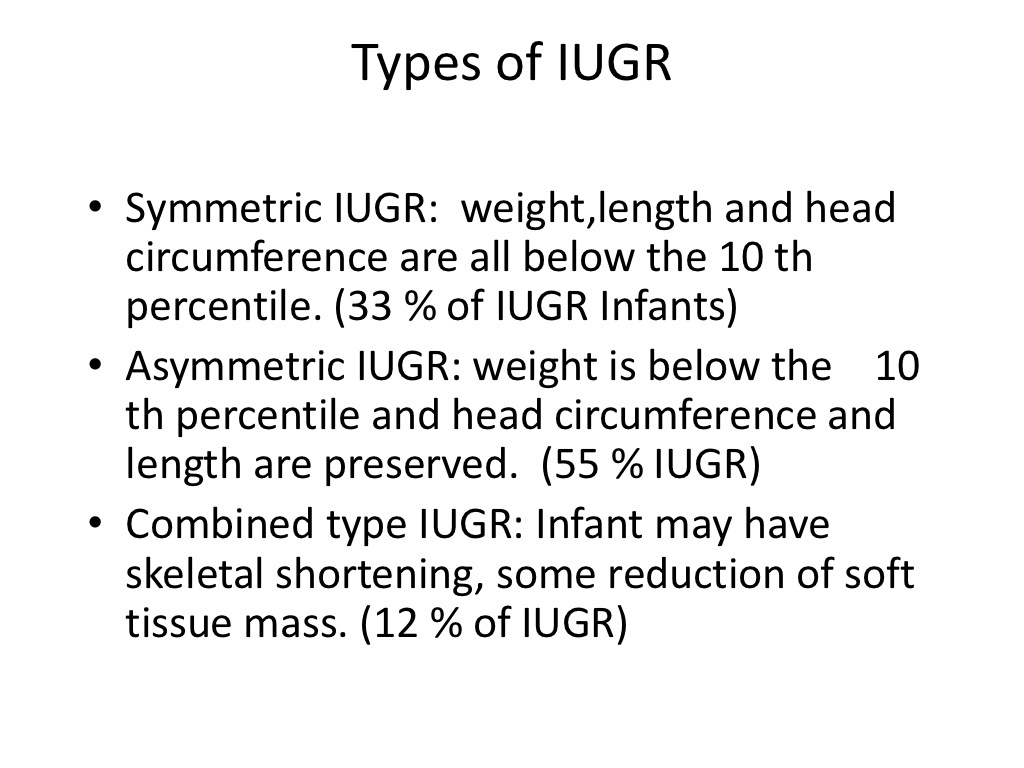 Types of IUGR
• Symmetric IUGR:  weight,length and head
circumference are all below the 10 th
percentile. (33 % of IUGR Infants)
• Asymmetric IUGR: weight is below the    10
th percentile and head circumference and
length are preserved.  (55 % IUGR)
• Combined type IUGR: Infant may have
skeletal shortening, some reduction of soft
tissue mass. (12 % of IUGR)